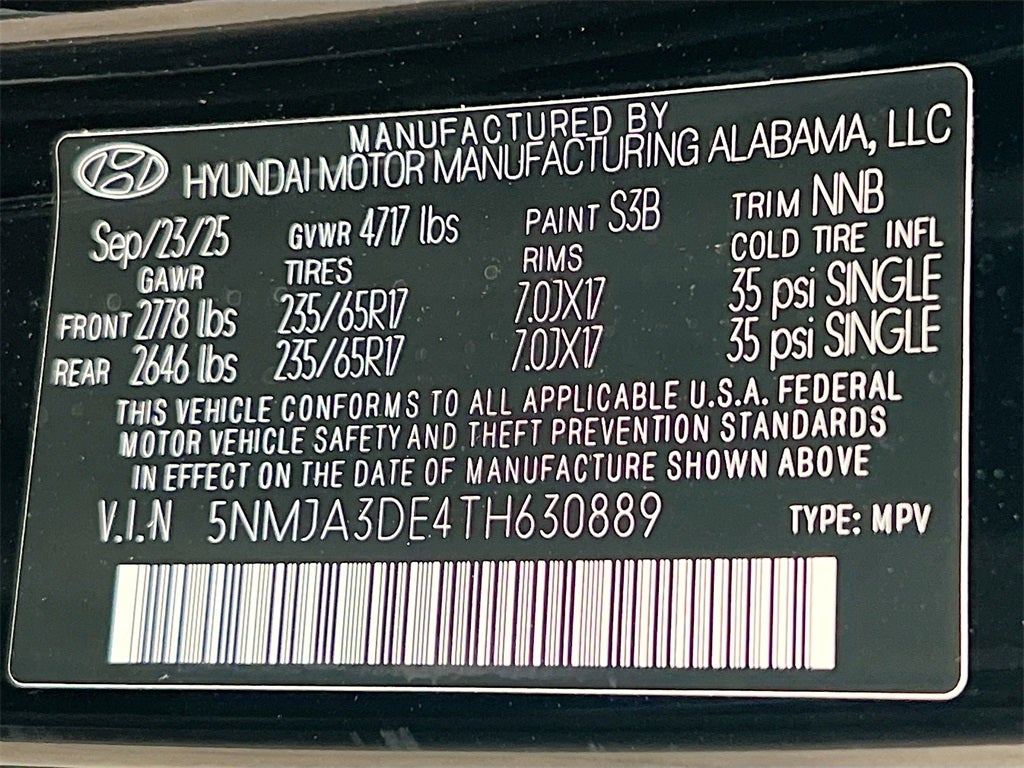 MANUFACTURED BY
HYUNDAI MOTOR MANUFACTURING ALABAMA, LLC
Sep/23/25 GVWR 4717 lbs PAINT S3B TRIM NNB
GAWR TIRES RIMS COLD TIRE INFL
FRONT 2778 lbs 235/65R17 7.0JX17 35 psi SINGLE
REAR 2646 lbs 235/65R17 7.0JX17 35 psi SINGLE
THIS VEHICLE CONFORMS TO ALL APPLICABLE U.S.A. FEDERAL
MOTOR VEHICLE SAFETY AND THEFT PREVENTION STANDARDS
IN EFFECT ON THE DATE OF MANUFACTURE SHOWN ABOVE
V.I.N 5NMJA3DE4TH630889 TYPE: MPV